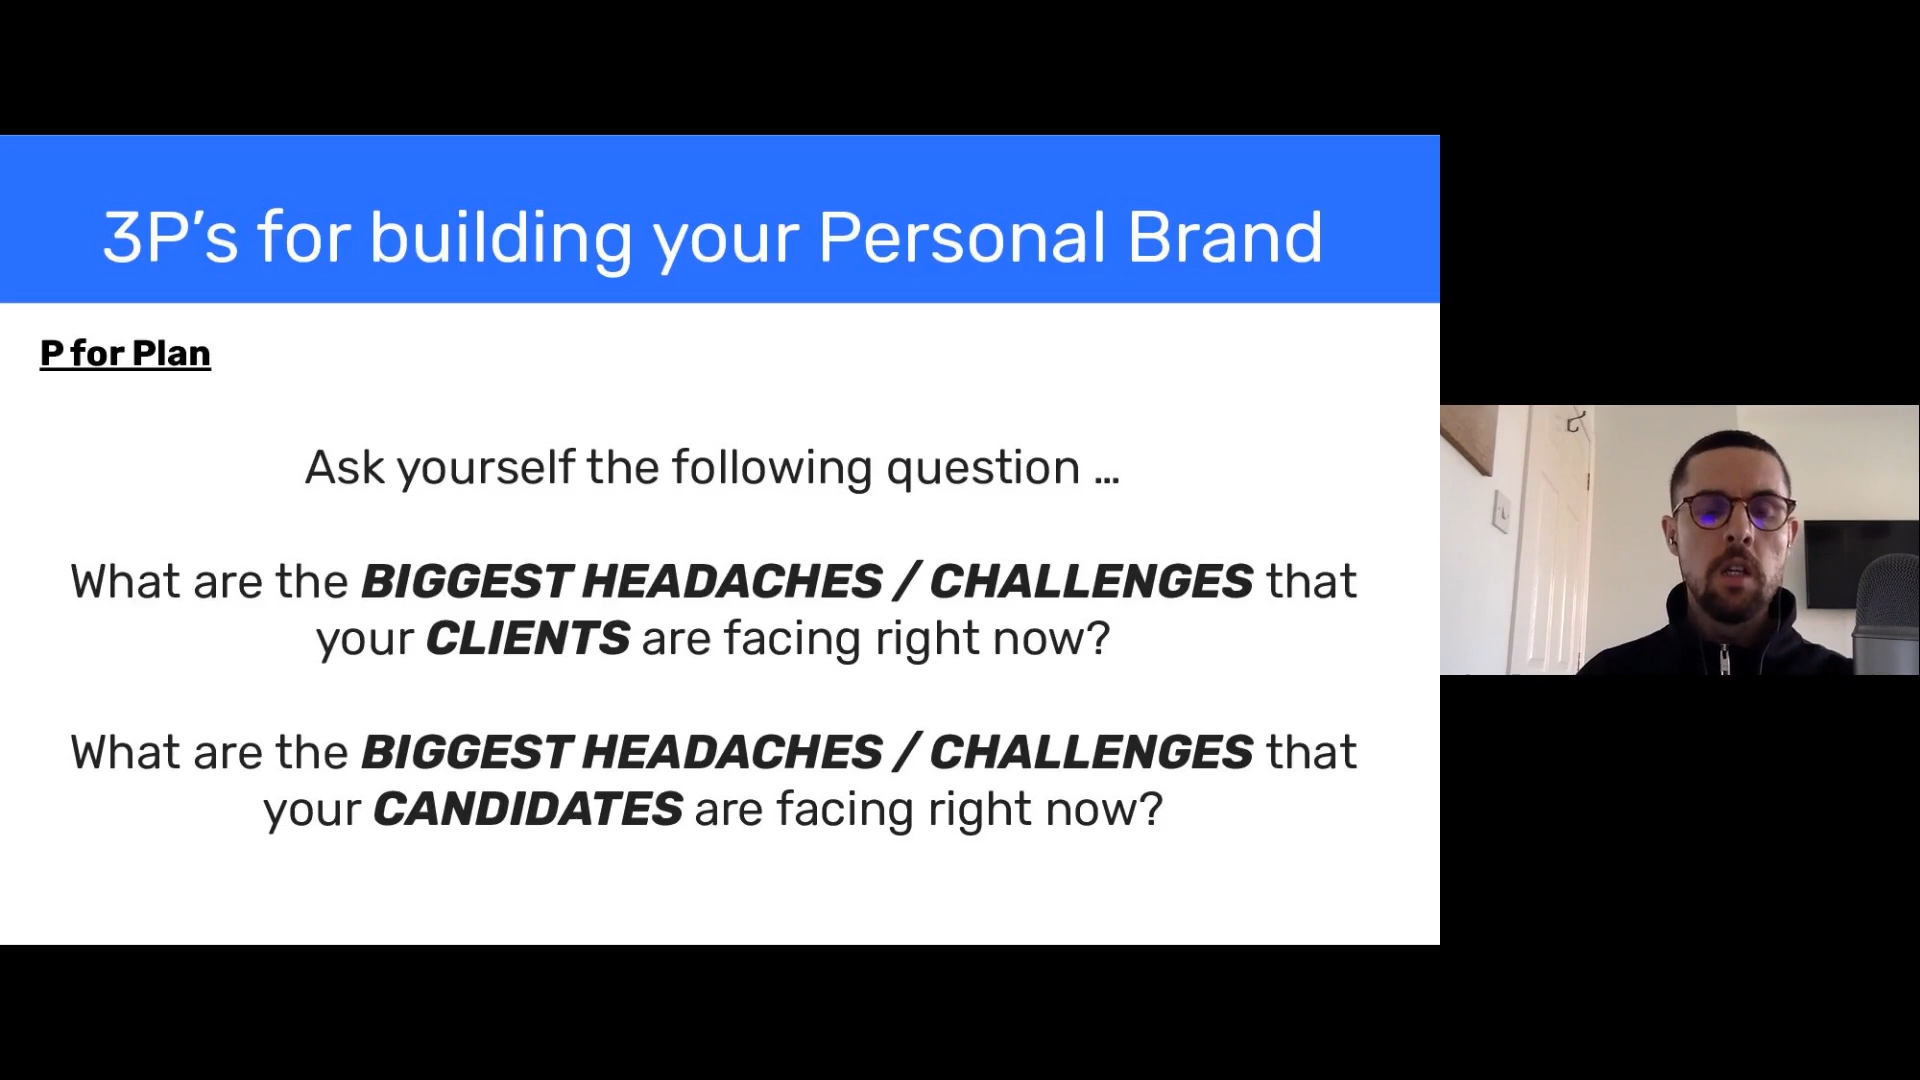 3P’s for building your Personal Brand
P for Plan
Ask yourself the following question ...
What are the BIGGEST HEADACHES / CHALLENGES that
your CLIENTS are facing right now?
What are the BIGGEST HEADACHES / CHALLENGES that
your CANDIDATES are facing right now?